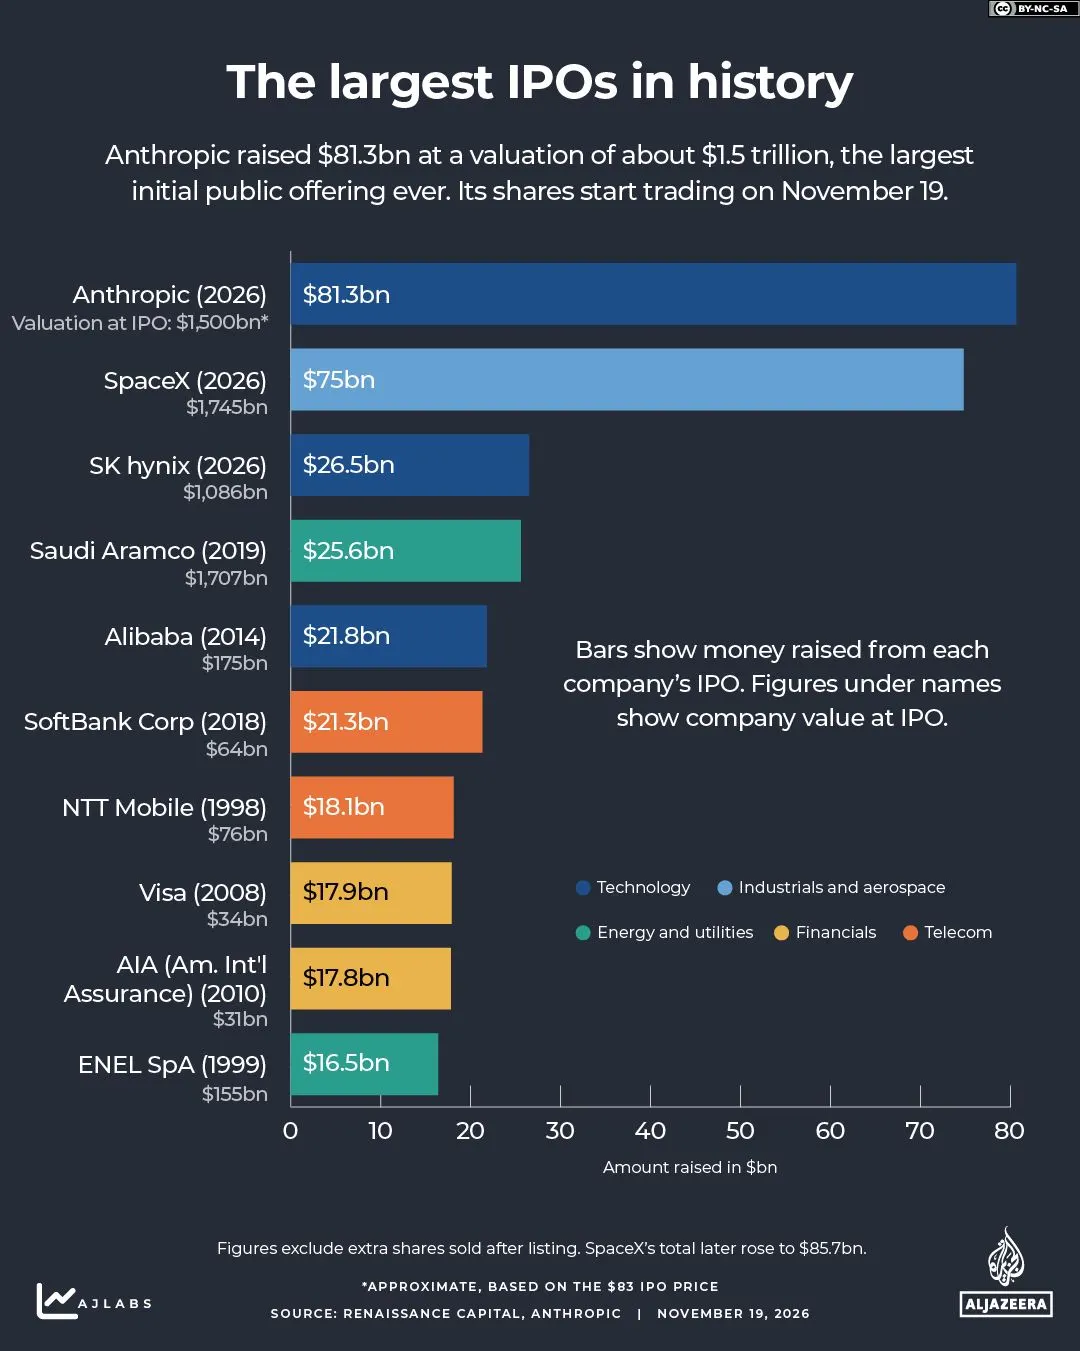 BY-NC-SA
The largest IPOs in history
Anthropic raised $81.3bn at a valuation of about $1.5 trillion, the largest
initial public offering ever. Its shares start trading on November 19.
Anthropic (2026)
Valuation at IPO: $1,500bn*
$81.3bn
SpaceX (2026)
$1,745bn
$75bn
SK hynix (2026)
$1,086bn
$26.5bn
Saudi Aramco (2019)
$1,707bn
$25.6bn
Alibaba (2014)
$175bn
$21.8bn
Bars show money raised from each
company’s IPO. Figures under names
show company value at IPO.
SoftBank Corp (2018)
$64bn
$21.3bn
NTT Mobile (1998)
$76bn
$18.1bn
Visa (2008)
$34bn
$17.9bn
Technology
Industrials and aerospace
Energy and utilities
Financials
Telecom
AIA (Am. Int'l
Assurance) (2010)
$31bn
$17.8bn
ENEL SpA (1999)
$155bn
$16.5bn
0 10 20 30 40 50 60 70 80
Amount raised in $bn
Figures exclude extra shares sold after listing. SpaceX’s total later rose to $85.7bn.
*APPROXIMATE, BASED ON THE $83 IPO PRICE
SOURCE: RENAISSANCE CAPITAL, ANTHROPIC | NOVEMBER 19, 2026
AJLABS
ALJAZEERA